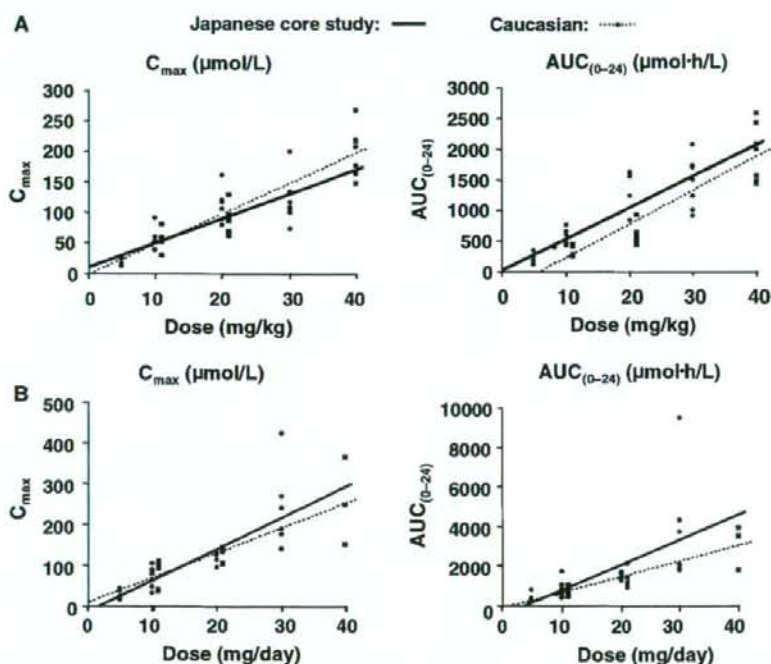 A
Japanese core study:
Caucasian:
Cmax (µmol/L)
AUC(0–24) (µmol·h/L)
300
250
200
150
100
50
0
Cmax
0 10 20 30 40
Dose (mg/kg)
3000
2500
2000
1500
1000
500
0
AUC(0–24)
0 10 20 30 40
Dose (mg/kg)
B
Cmax (µmol/L)
AUC(0–24) (µmol·h/L)
500
400
300
200
100
0
Cmax
0 10 20 30 40
Dose (mg/day)
10000
8000
6000
4000
2000
0
AUC(0–24)
0 10 20 30 40
Dose (mg/day)